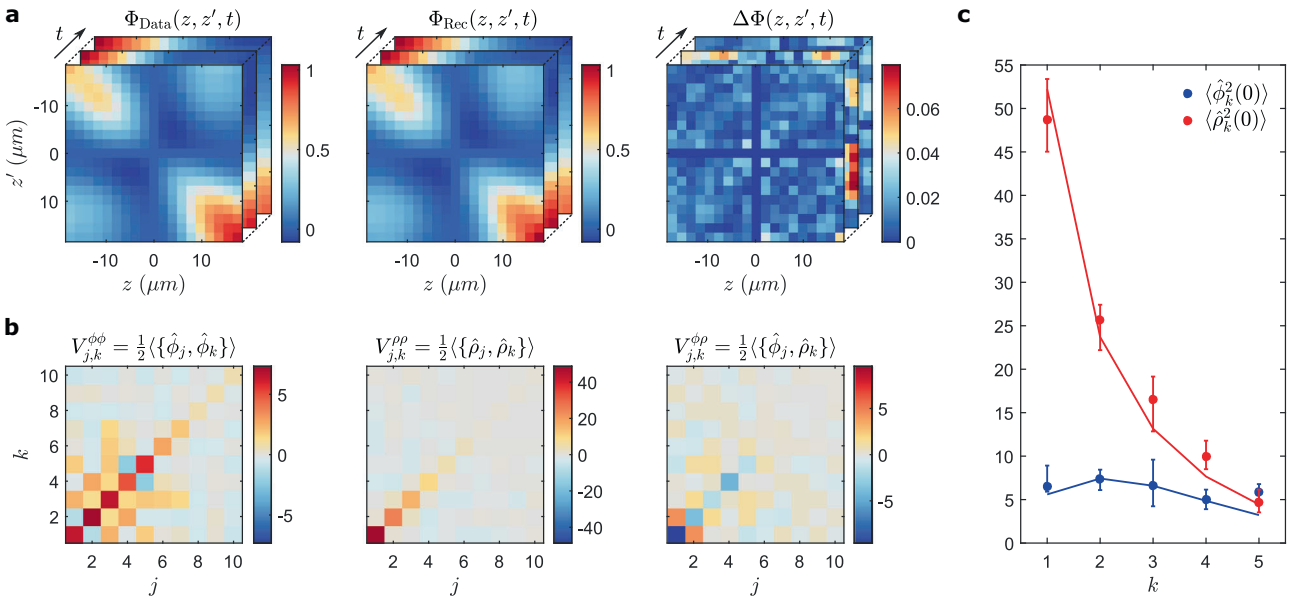 a
Φ_Data(z, z′, t)
t
1
0.5
0
-10
0
10
z′ (μm)
-10 0 10
z (μm)
Φ_Rec(z, z′, t)
t
1
0.5
0
-10 0 10
z (μm)
ΔΦ(z, z′, t)
t
0.06
0.04
0.02
0
-10 0 10
z (μm)
b
V^{ϕϕ}_{j,k} = ½⟨{ϕ̂_j, ϕ̂_k}⟩
10
8
6
4
2
k
2 4 6 8 10
j
5
0
-5
V^{ρρ}_{j,k} = ½⟨{ρ̂_j, ρ̂_k}⟩
2 4 6 8 10
j
40
20
0
-20
-40
V^{ϕρ}_{j,k} = ½⟨{ϕ̂_j, ρ̂_k}⟩
2 4 6 8 10
j
5
0
-5
c
55
50
45
40
35
30
25
20
15
10
5
0
⟨ϕ̂²_k(0)⟩
⟨ρ̂²_k(0)⟩
1 2 3 4 5
k